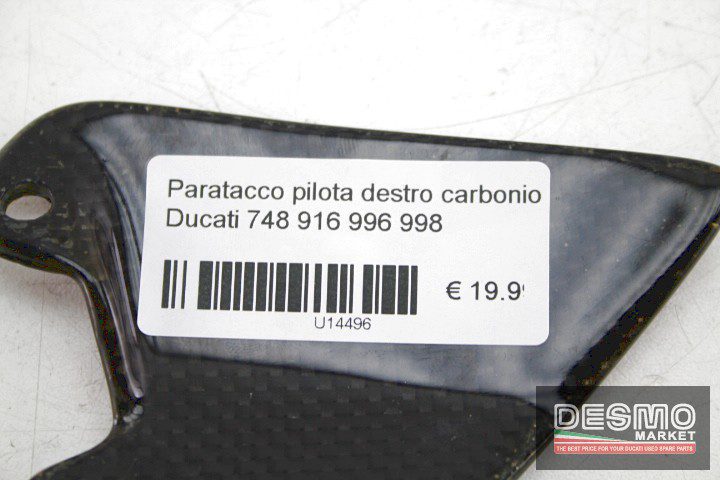 Paratacco pilota destro carbonio
Ducati 748 916 996 998
€ 19.9
U14496
DESMO
MARKET
THE BEST PRICE FOR YOUR DUCATI USED SPARE PARTS